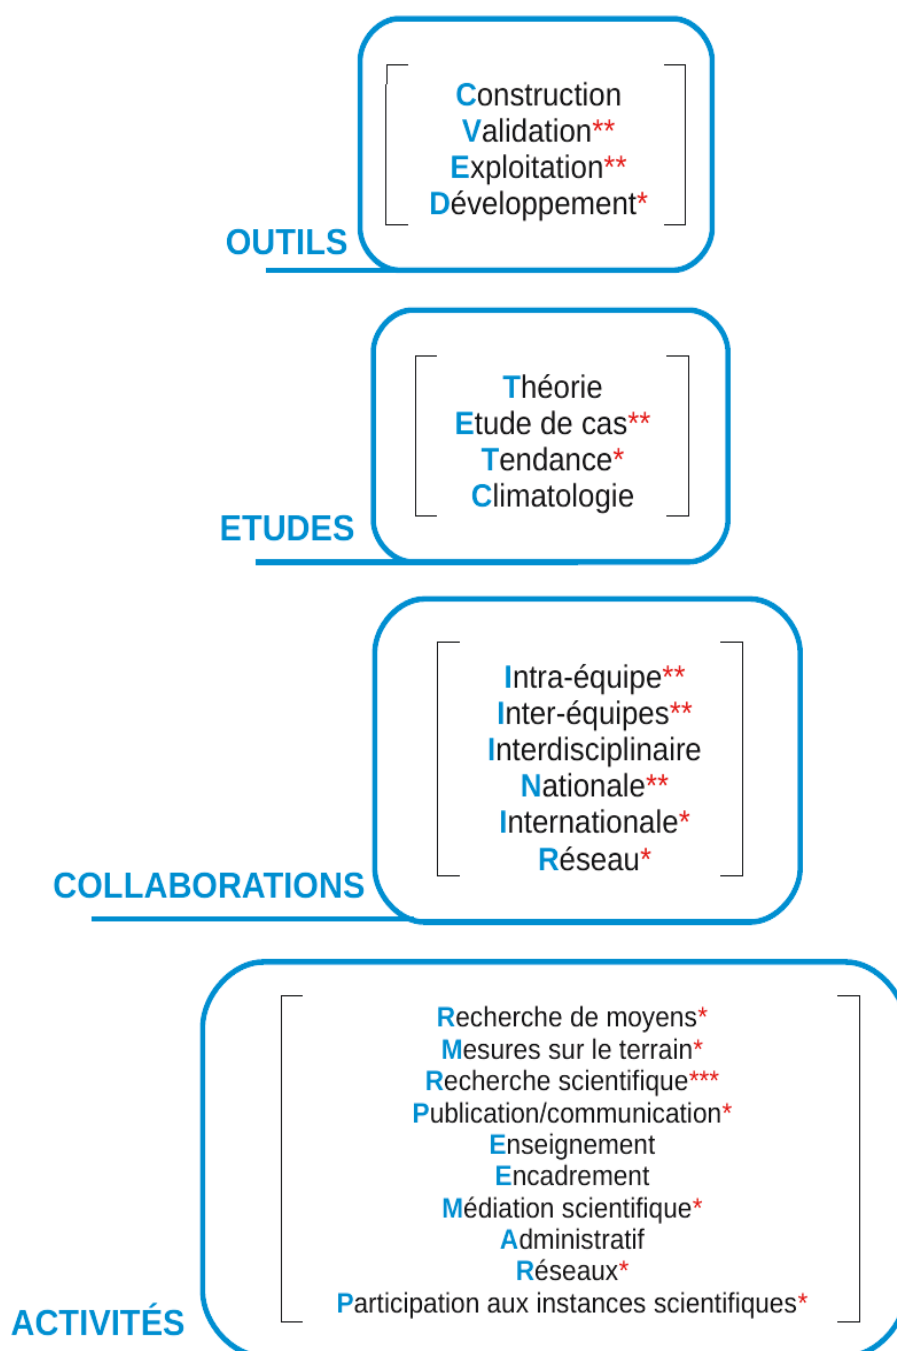 Construction
Validation**
Exploitation**
Développement*
OUTILS
Théorie
Etude de cas**
Tendance*
Climatologie
ETUDES
Intra-équipe**
Inter-équipes**
Interdisciplinaire
Nationale**
Internationale*
Réseau*
COLLABORATIONS
Recherche de moyens*
Mesures sur le terrain*
Recherche scientifique***
Publication/communication*
Enseignement
Encadrement
Médiation scientifique*
Administratif
Réseaux*
Participation aux instances scientifiques*
ACTIVITÉS